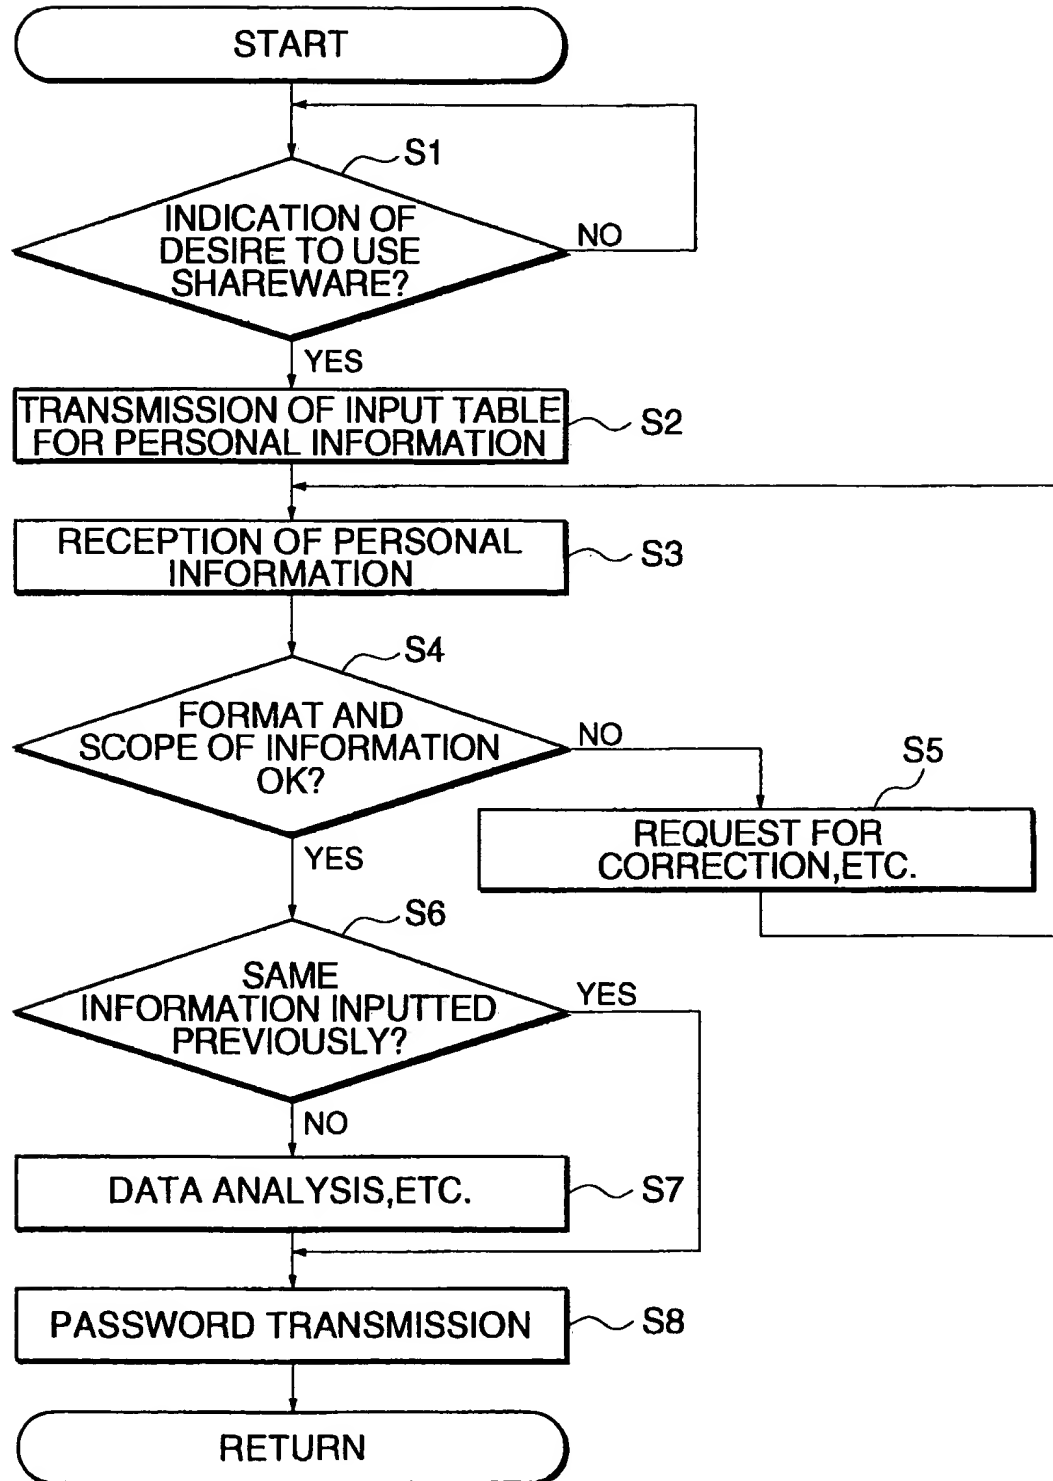 START
S1
INDICATION OF
DESIRE TO USE
SHAREWARE?
NO
YES
TRANSMISSION OF INPUT TABLE
FOR PERSONAL INFORMATION
S2
RECEPTION OF PERSONAL
INFORMATION
S3
S4
FORMAT AND
SCOPE OF INFORMATION
OK?
NO
YES
S5
REQUEST FOR
CORRECTION,ETC.
S6
SAME
INFORMATION INPUTTED
PREVIOUSLY?
YES
NO
DATA ANALYSIS,ETC.
S7
PASSWORD TRANSMISSION
S8
RETURN